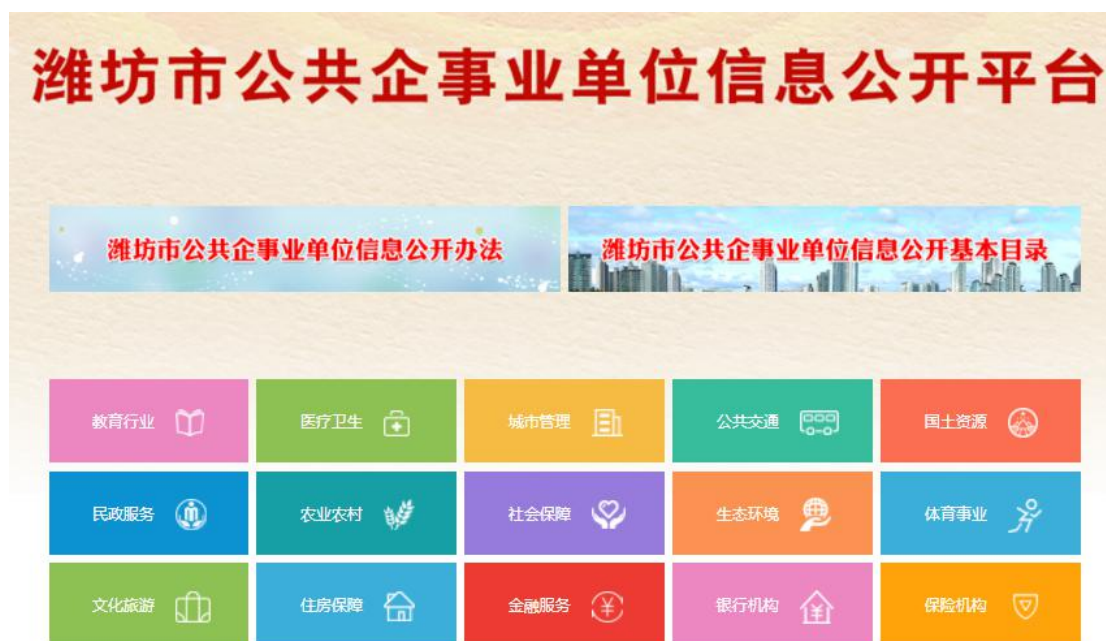 潍坊市公共企事业单位信息公开平台
潍坊市公共企事业单位信息公开办法
潍坊市公共企事业单位信息公开基本目录
教育行业
医疗卫生
城市管理
公共交通
国土资源
民政服务
农业农村
社会保障
生态环境
体育事业
文化旅游
住房保障
金融服务
银行机构
保险机构